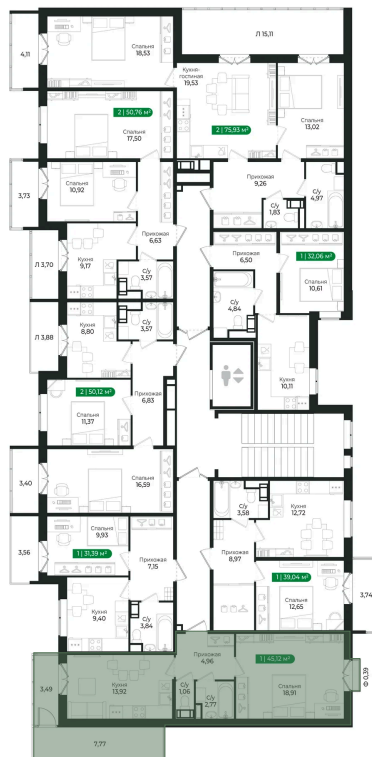 Л 15,11
4,11
Спальня
18,53
Кухня-
гостиная
19,53
Спальня
13,02
2 | 50,76 м²
Спальня
17,50
2 | 75,93 м²
Спальня
10,92
3,73
Прихожая
9,26
С/у
1,83
С/у
4,97
Прихожая
6,63
Прихожая
6,50
1 | 32,06 м²
Спальня
10,61
Л 3,70
Кухня
9,17
С/у
3,57
С/у
4,84
Л 3,88
Кухня
8,80
С/у
3,57
Кухня
10,11
2 | 50,12 м²
Спальня
11,37
Прихожая
6,83
3,40
Спальня
16,59
С/у
3,58
Кухня
12,72
3,56
Спальня
9,93
1 | 31,39 м²
Прихожая
7,15
Прихожая
8,97
1 | 39,04 м²
Спальня
12,65
3,74
Кухня
9,40
С/у
3,84
Прихожая
4,96
1 | 45,12 м²
3,49
Кухня
13,92
С/у
1,06
С/у
2,77
Спальня
18,91
Ф 0,39
7,77